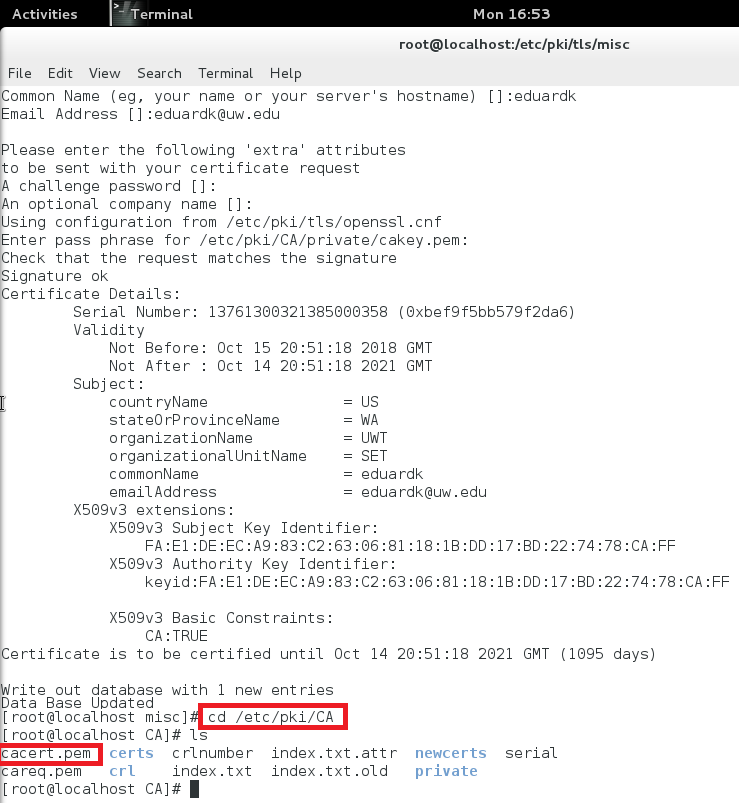 Activities Terminal Mon 16:53
root@localhost:/etc/pki/tls/misc
File Edit View Search Terminal Help
Common Name (eg, your name or your server's hostname) []:eduardk
Email Address []:eduardk@uw.edu
Please enter the following 'extra' attributes
to be sent with your certificate request
A challenge password []:
An optional company name []:
Using configuration from /etc/pki/tls/openssl.cnf
Enter pass phrase for /etc/pki/CA/private/cakey.pem:
Check that the request matches the signature
Signature ok
Certificate Details:
Serial Number: 13761300321385000358 (0xbef9f5bb579f2da6)
Validity
Not Before: Oct 15 20:51:18 2018 GMT
Not After : Oct 14 20:51:18 2021 GMT
Subject:
countryName = US
stateOrProvinceName = WA
organizationName = UWT
organizationalUnitName = SET
commonName = eduardk
emailAddress = eduardk@uw.edu
X509v3 extensions:
X509v3 Subject Key Identifier:
FA:E1:DE:EC:A9:83:C2:63:06:81:18:1B:DD:17:BD:22:74:78:CA:FF
X509v3 Authority Key Identifier:
keyid:FA:E1:DE:EC:A9:83:C2:63:06:81:18:1B:DD:17:BD:22:74:78:CA:FF
X509v3 Basic Constraints:
CA:TRUE
Certificate is to be certified until Oct 14 20:51:18 2021 GMT (1095 days)
Write out database with 1 new entries
Data Base Updated
[root@localhost misc]# cd /etc/pki/CA
[root@localhost CA]# ls
cacert.pem certs crlnumber index.txt.attr newcerts serial
careq.pem crl index.txt index.txt.old private
[root@localhost CA]#